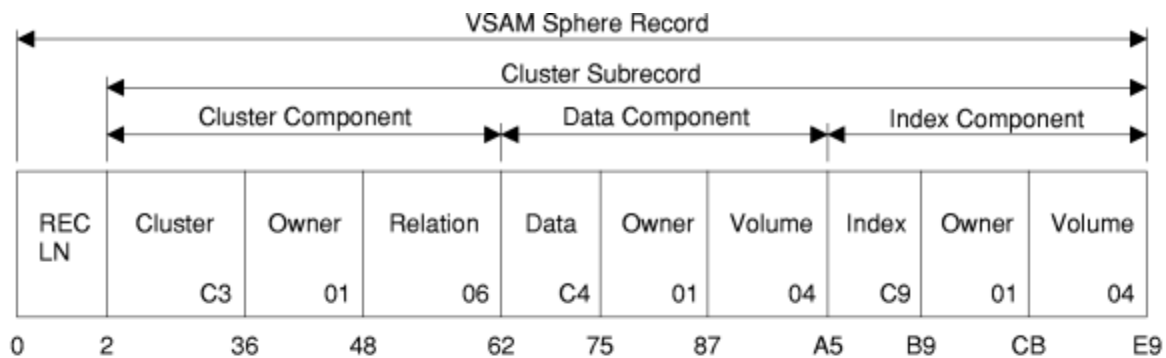 VSAM Sphere Record
Cluster Subrecord
Cluster Component Data Component Index Component
REC Cluster Owner Relation Data Owner Volume Index Owner Volume
LN
C3 01 06 C4 01 04 C9 01 04
0 2 36 48 62 75 87 A5 B9 CB E9